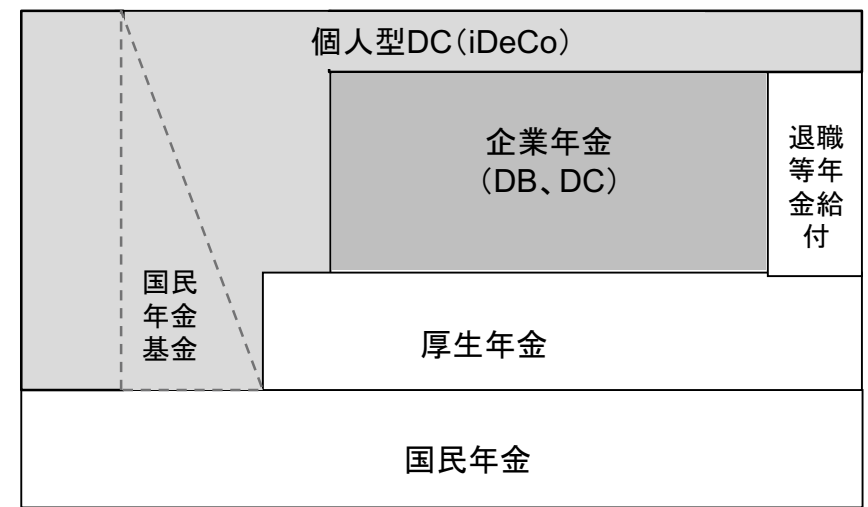 個人型DC(iDeCo)
企業年金
(DB、DC)
退職
等年
金給
付
国民
年金
基金
厚生年金
国民年金